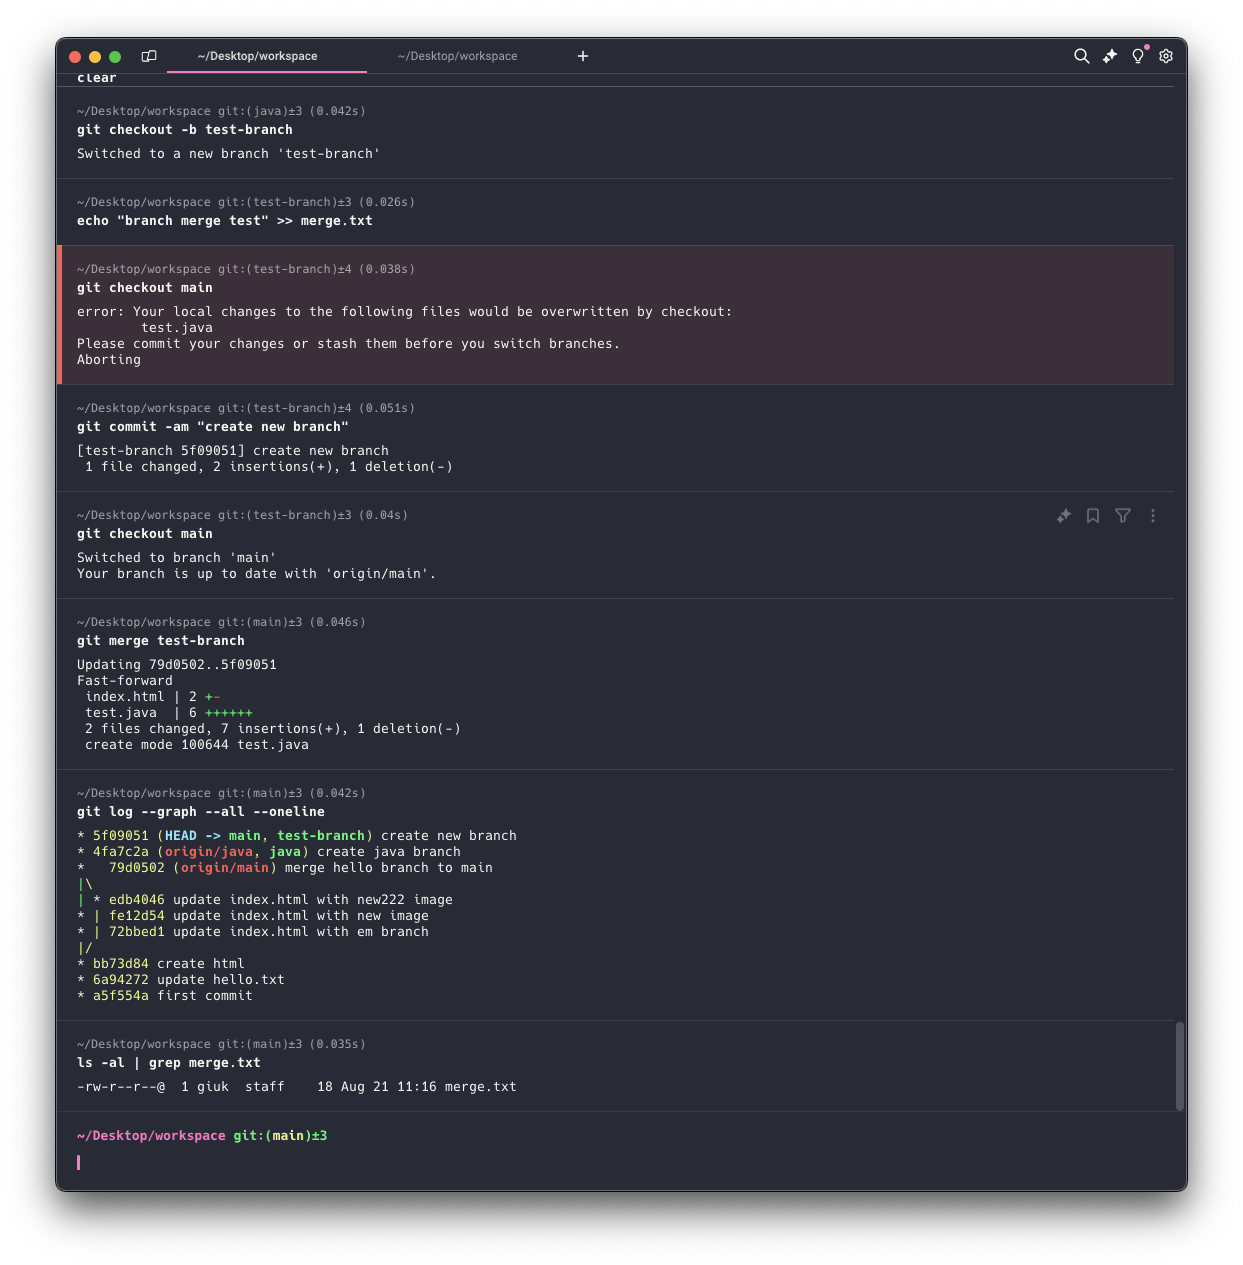 ~/Desktop/workspace
~/Desktop/workspace
+
clear
~/Desktop/workspace git:(java)±3 (0.042s)
git checkout -b test-branch
Switched to a new branch 'test-branch'
~/Desktop/workspace git:(test-branch)±3 (0.026s)
echo "branch merge test" >> merge.txt
~/Desktop/workspace git:(test-branch)±4 (0.038s)
git checkout main
error: Your local changes to the following files would be overwritten by checkout:
        test.java
Please commit your changes or stash them before you switch branches.
Aborting
~/Desktop/workspace git:(test-branch)±4 (0.051s)
git commit -am "create new branch"
[test-branch 5f09051] create new branch
 1 file changed, 2 insertions(+), 1 deletion(-)
~/Desktop/workspace git:(test-branch)±3 (0.04s)
git checkout main
Switched to branch 'main'
Your branch is up to date with 'origin/main'.
~/Desktop/workspace git:(main)±3 (0.046s)
git merge test-branch
Updating 79d0502..5f09051
Fast-forward
 index.html | 2 +-
 test.java  | 6 ++++++
 2 files changed, 7 insertions(+), 1 deletion(-)
 create mode 100644 test.java
~/Desktop/workspace git:(main)±3 (0.042s)
git log --graph --all --oneline
* 5f09051 (HEAD -> main, test-branch) create new branch
* 4fa7c2a (origin/java, java) create java branch
*   79d0502 (origin/main) merge hello branch to main
|\
| * edb4046 update index.html with new222 image
* | fe12d54 update index.html with new image
* | 72bbed1 update index.html with em branch
|/
* bb73d84 create html
* 6a94272 update hello.txt
* a5f554a first commit
~/Desktop/workspace git:(main)±3 (0.035s)
ls -al | grep merge.txt
-rw-r--r--@  1 giuk  staff    18 Aug 21 11:16 merge.txt
~/Desktop/workspace git:(main)±3